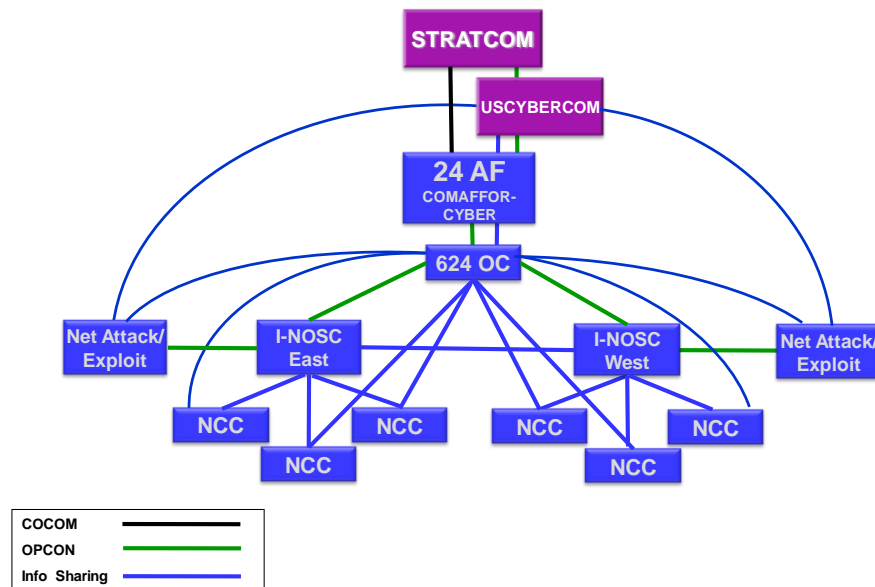 STRATCOM
USCYBERCOM
24 AF
COMAFFOR-
CYBER
624 OC
Net Attack/
Exploit
I-NOSC
East
I-NOSC
West
Net Attack/
Exploit
NCC
NCC
NCC
NCC
NCC
NCC
COCOM
OPCON
Info Sharing